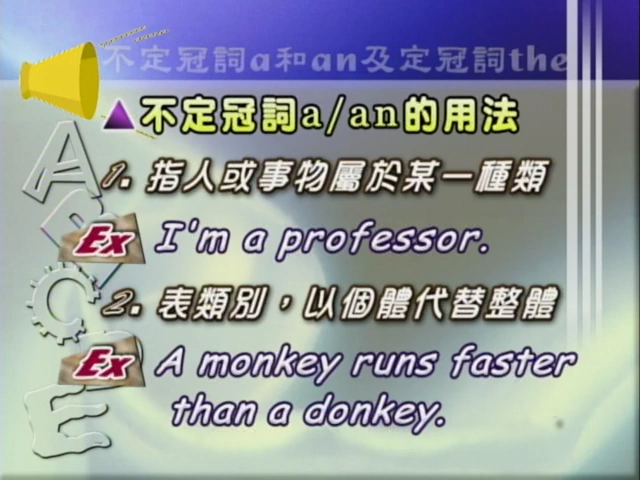 不定冠詞a和an及定冠詞the
▲不定冠詞a/an的用法
1. 指人或事物屬於某一種類
Ex I'm a professor.
2. 表類別，以個體代替整體
Ex A monkey runs faster
than a donkey.